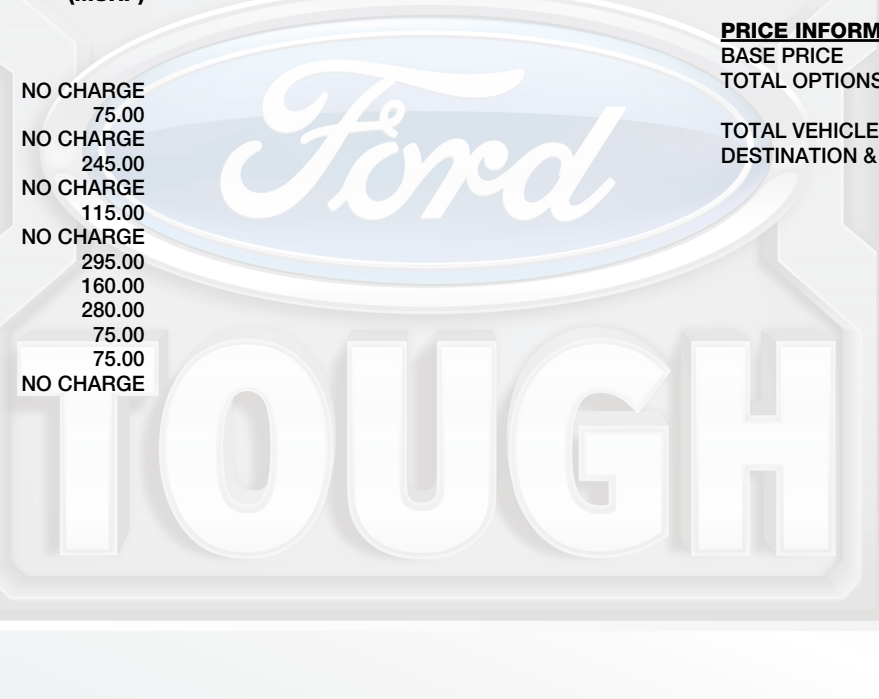 NO CHARGE
75.00
NO CHARGE
245.00
NO CHARGE
115.00
NO CHARGE
295.00
160.00
280.00
75.00
75.00
NO CHARGE
PRICE INFORM
BASE PRICE
TOTAL OPTIONS
TOTAL VEHICLE
DESTINATION &
Ford
TOUGH